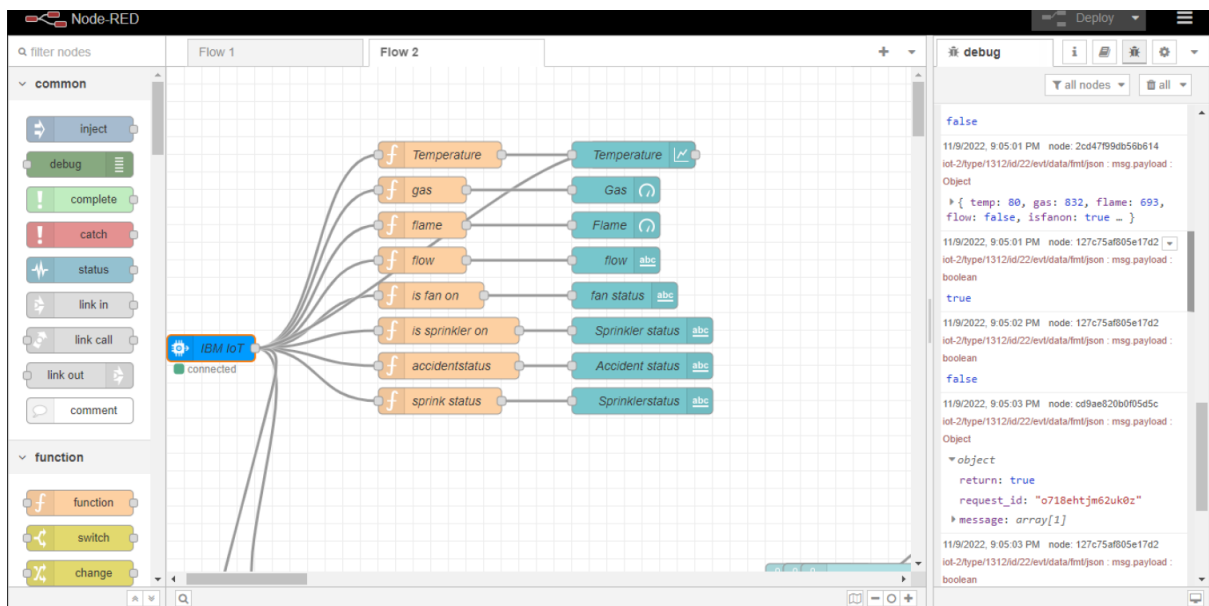 Node-RED
Deploy
filter nodes
common
inject
debug
complete
catch
status
link in
link call
link out
comment
function
function
switch
change
Flow 1
Flow 2
IBM IoT
connected
Temperature
Temperature
gas
Gas
flame
Flame
flow
flow
abc
is fan on
fan status
abc
is sprinkler on
Sprinkler status
abc
accidentstatus
Accident status
abc
sprink status
Sprinklerstatus
abc
debug
i
all nodes
all
false
11/9/2022, 9:05:01 PM node: 2cd47f99db56b614
iot-2/type/1312/id/22/evt/data/fmt/json : msg.payload :
Object
{ temp: 80, gas: 832, flame: 693,
flow: false, isfanon: true … }
11/9/2022, 9:05:01 PM node: 127c75af805e17d2
iot-2/type/1312/id/22/evt/data/fmt/json : msg.payload :
boolean
true
11/9/2022, 9:05:02 PM node: 127c75af805e17d2
iot-2/type/1312/id/22/evt/data/fmt/json : msg.payload :
boolean
false
11/9/2022, 9:05:03 PM node: cd9ae820b0f05d5c
iot-2/type/1312/id/22/evt/data/fmt/json : msg.payload :
Object
object
return: true
request_id: "o718ehtjm62uk0z"
message: array[1]
11/9/2022, 9:05:03 PM node: 127c75af805e17d2
iot-2/type/1312/id/22/evt/data/fmt/json : msg.payload :
boolean